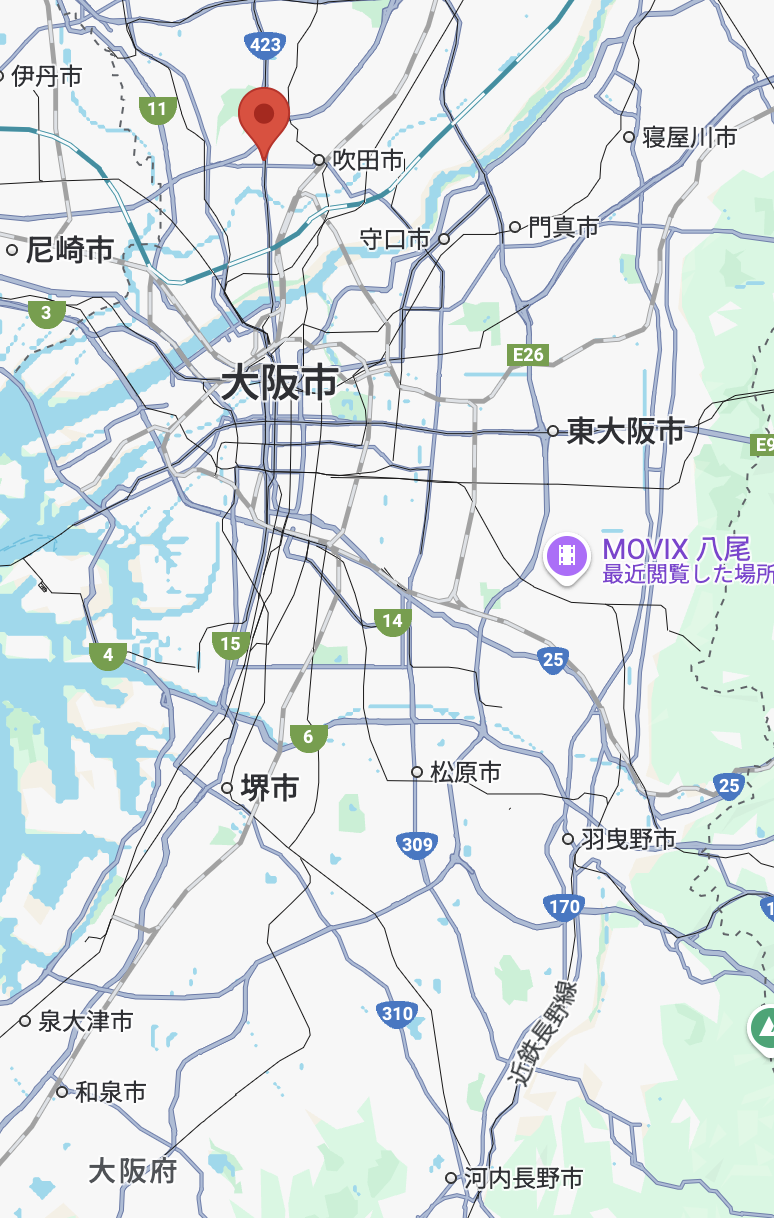 423
伊丹市
11
寝屋川市
吹田市
門真市
守口市
尼崎市
3
E26
大阪市
東大阪市
MOVIX 八尾
最近閲覧した場所
14
15
4
25
6
松原市
堺市
25
羽曳野市
309
170
近鉄長野線
310
泉大津市
和泉市
大阪府
河内長野市